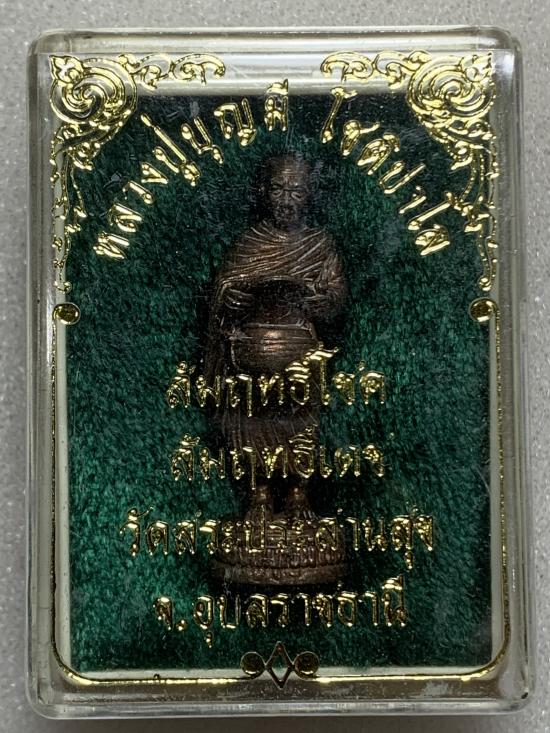 หลวงปู่บุญมี โชติปาโล
สัมฤทธิ์โชค
สัมฤทธิ์เดช
วัดสระประสานสุข
จ.อุบลราชธานี